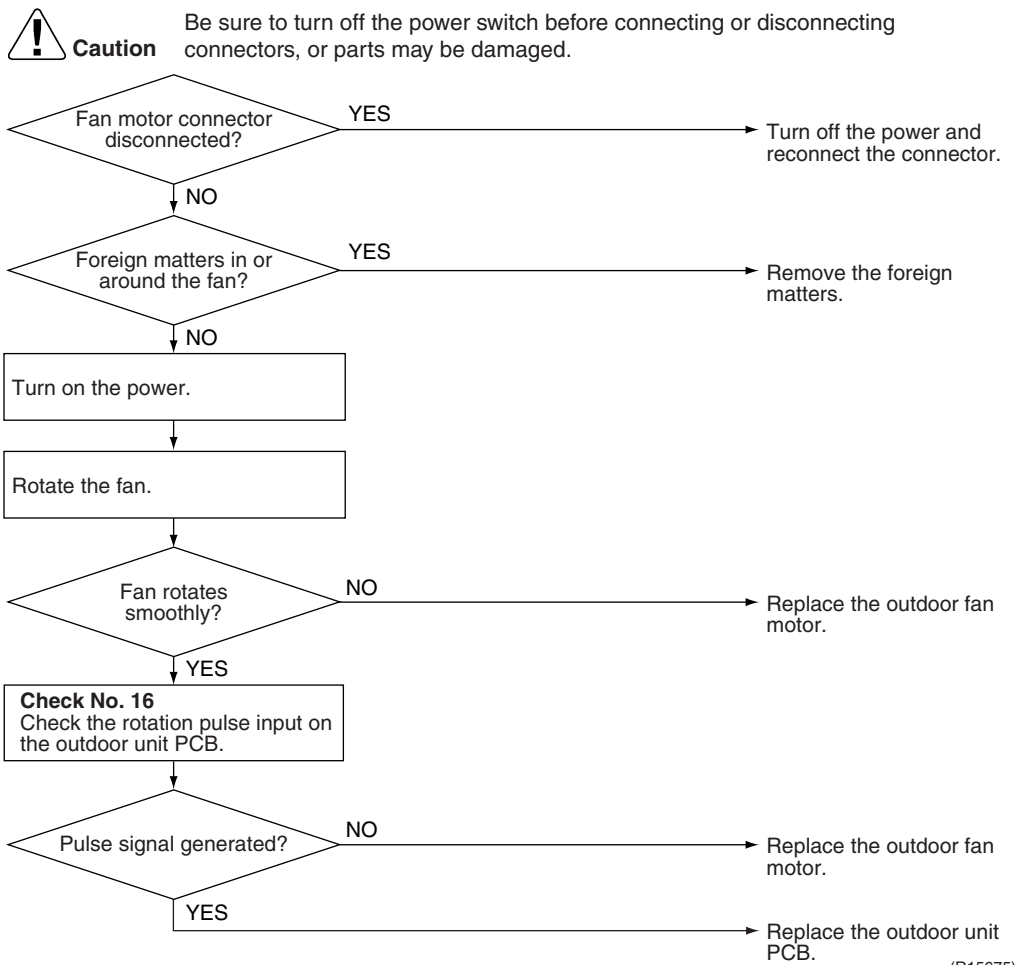 Be sure to turn off the power switch before connecting or disconnecting
Caution connectors, or parts may be damaged.
Fan motor connector
disconnected?
YES
Turn off the power and
reconnect the connector.
NO
Foreign matters in or
around the fan?
YES
Remove the foreign
matters.
NO
Turn on the power.
Rotate the fan.
Fan rotates
smoothly?
NO
Replace the outdoor fan
motor.
YES
Check No. 16
Check the rotation pulse input on
the outdoor unit PCB.
Pulse signal generated?
NO
Replace the outdoor fan
motor.
YES
Replace the outdoor unit
PCB.